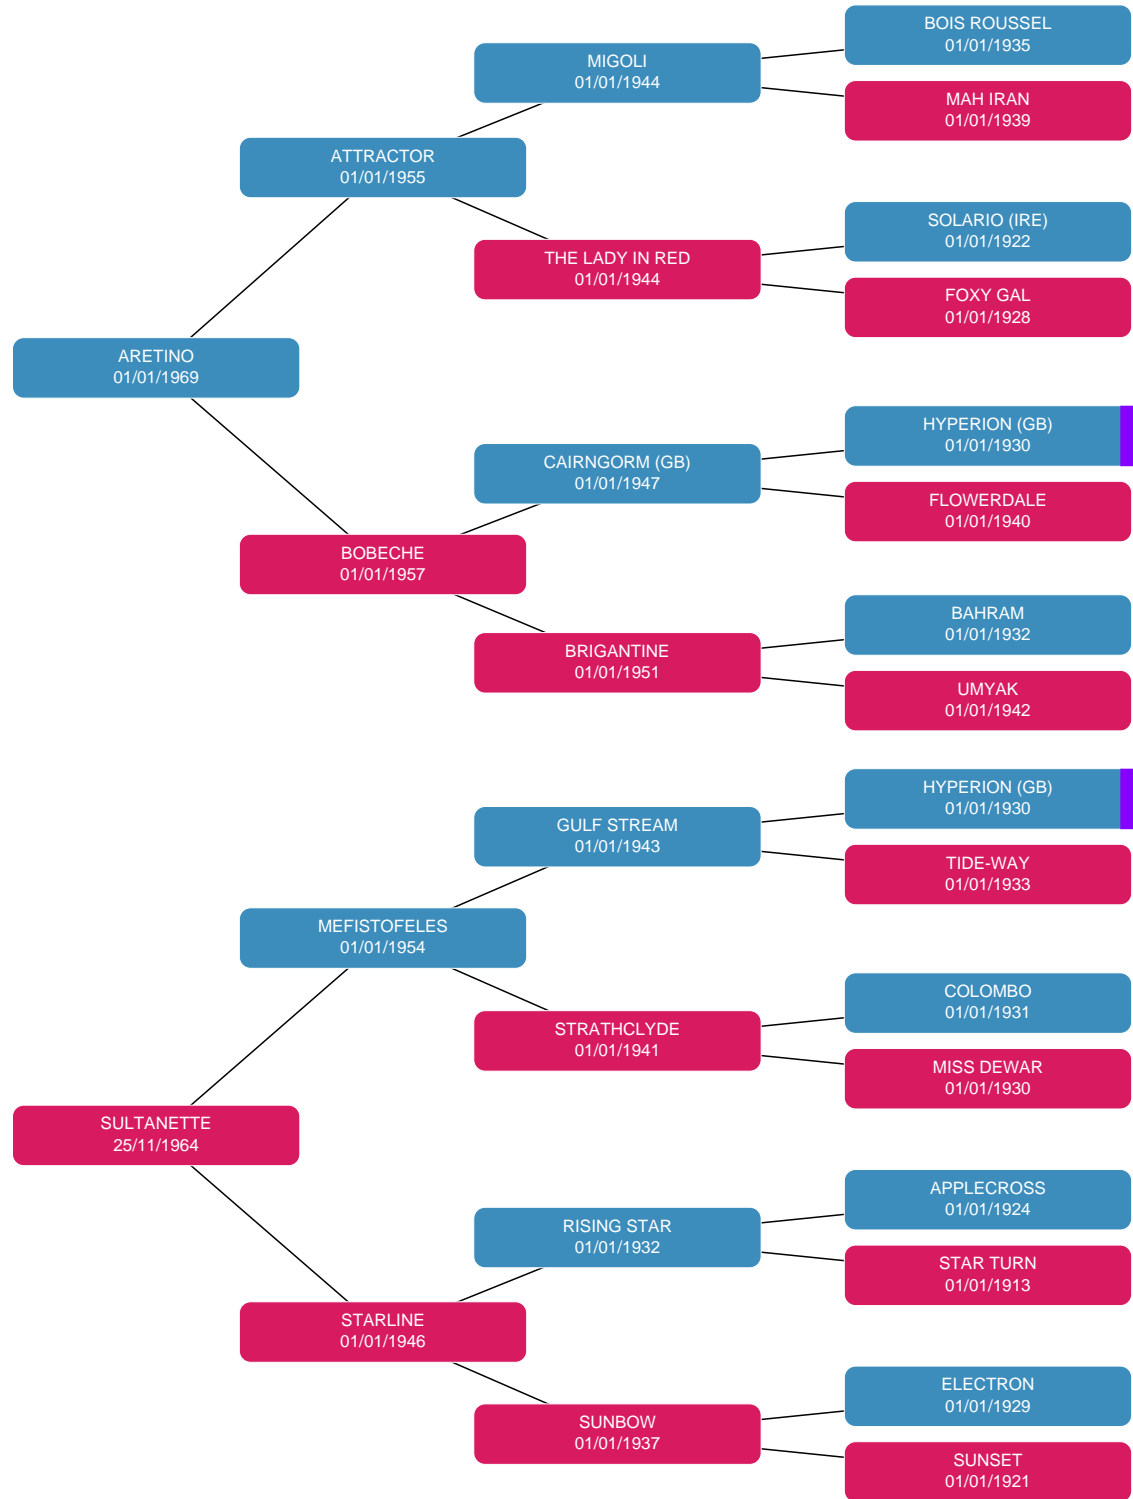 BOIS ROUSSEL
01/01/1935
MIGOLI
01/01/1944
MAH IRAN
01/01/1939
ATTRACTOR
01/01/1955
SOLARIO (IRE)
01/01/1922
THE LADY IN RED
01/01/1944
FOXY GAL
01/01/1928
ARETINO
01/01/1969
HYPERION (GB)
01/01/1930
CAIRNGORM (GB)
01/01/1947
FLOWERDALE
01/01/1940
BOBECHE
01/01/1957
BAHRAM
01/01/1932
BRIGANTINE
01/01/1951
UMYAK
01/01/1942
HYPERION (GB)
01/01/1930
GULF STREAM
01/01/1943
TIDE-WAY
01/01/1933
MEFISTOFELES
01/01/1954
COLOMBO
01/01/1931
STRATHCLYDE
01/01/1941
MISS DEWAR
01/01/1930
SULTANETTE
25/11/1964
APPLECROSS
01/01/1924
RISING STAR
01/01/1932
STAR TURN
01/01/1913
STARLINE
01/01/1946
ELECTRON
01/01/1929
SUNBOW
01/01/1937
SUNSET
01/01/1921